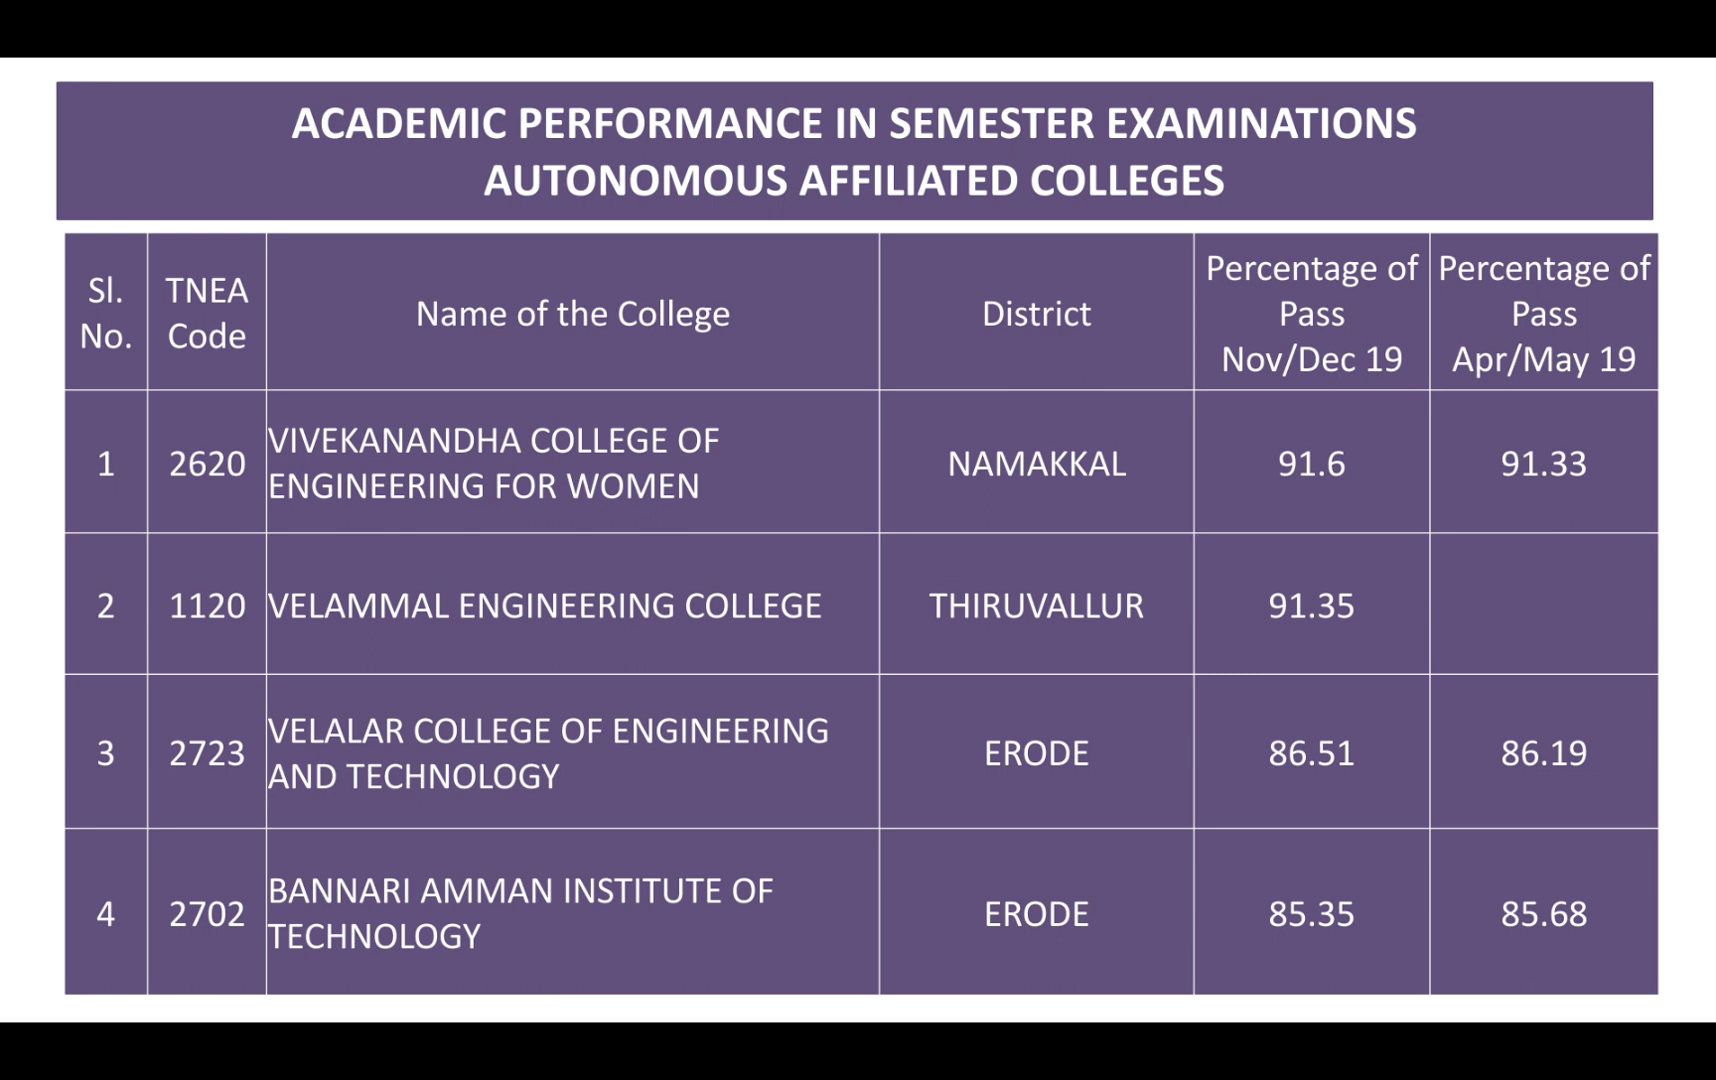 ACADEMIC PERFORMANCE IN SEMESTER EXAMINATIONS
AUTONOMOUS AFFILIATED COLLEGES
Sl.
No.
TNEA
Code
Name of the College
District
Percentage of
Pass
Nov/Dec 19
Percentage of
Pass
Apr/May 19
1
2620
VIVEKANANDHA COLLEGE OF
ENGINEERING FOR WOMEN
NAMAKKAL
91.6
91.33
2
1120
VELAMMAL ENGINEERING COLLEGE
THIRUVALLUR
91.35
3
2723
VELALAR COLLEGE OF ENGINEERING
AND TECHNOLOGY
ERODE
86.51
86.19
4
2702
BANNARI AMMAN INSTITUTE OF
TECHNOLOGY
ERODE
85.35
85.68